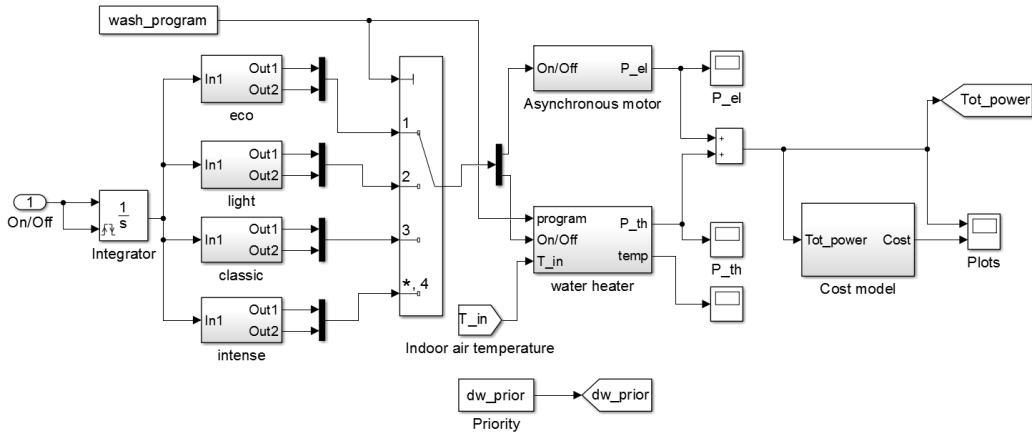 wash_program
In1
Out1
Out2
eco
In1
Out1
Out2
light
In1
Out1
Out2
classic
In1
Out1
Out2
intense
1
On/Off
1
s
Integrator
1
2
3
*, 4
On/Off
P_el
Asynchronous motor
P_el
program
On/Off
T_in
P_th
temp
water heater
P_th
T_in
Indoor air temperature
+
+
Tot_power
Tot_power
Cost
Cost model
Plots
dw_prior
Priority
dw_prior